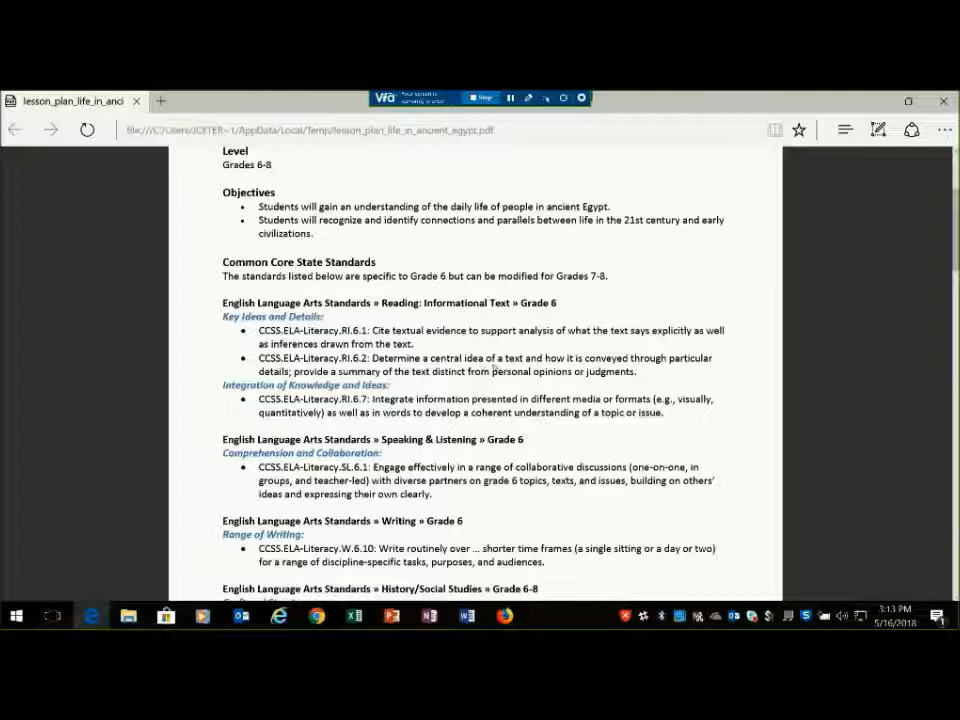 lesson_plan_life_in_anci
Stop
file:///C:/Users/JCETER~1/AppData/Local/Temp/lesson_plan_life_in_ancient_egypt.pdf
Level
Grades 6-8
Objectives
• Students will gain an understanding of the daily life of people in ancient Egypt.
• Students will recognize and identify connections and parallels between life in the 21st century and early
civilizations.
Common Core State Standards
The standards listed below are specific to Grade 6 but can be modified for Grades 7-8.
English Language Arts Standards » Reading: Informational Text » Grade 6
Key Ideas and Details:
• CCSS.ELA-Literacy.RI.6.1: Cite textual evidence to support analysis of what the text says explicitly as well
as inferences drawn from the text.
• CCSS.ELA-Literacy.RI.6.2: Determine a central idea of a text and how it is conveyed through particular
details; provide a summary of the text distinct from personal opinions or judgments.
Integration of Knowledge and Ideas:
• CCSS.ELA-Literacy.RI.6.7: Integrate information presented in different media or formats (e.g., visually,
quantitatively) as well as in words to develop a coherent understanding of a topic or issue.
English Language Arts Standards » Speaking & Listening » Grade 6
Comprehension and Collaboration:
• CCSS.ELA-Literacy.SL.6.1: Engage effectively in a range of collaborative discussions (one-on-one, in
groups, and teacher-led) with diverse partners on grade 6 topics, texts, and issues, building on others'
ideas and expressing their own clearly.
English Language Arts Standards » Writing » Grade 6
Range of Writing:
• CCSS.ELA-Literacy.W.6.10: Write routinely over ... shorter time frames (a single sitting or a day or two)
for a range of discipline-specific tasks, purposes, and audiences.
English Language Arts Standards » History/Social Studies » Grade 6-8
3:13 PM
5/16/2018